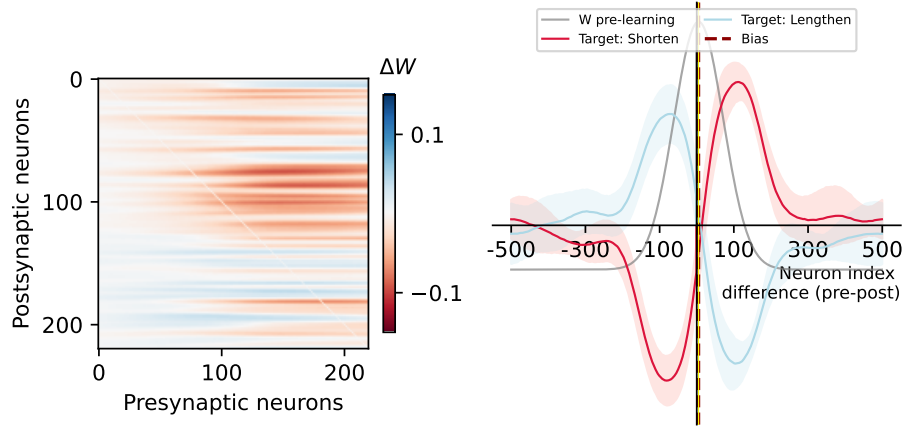 W pre-learning
Target: Shorten
Target: Lengthen
Bias
ΔW
0
100
200
Postsynaptic neurons
0
100
200
Presynaptic neurons
0.1
−0.1
-500
-300
-100
100
300
500
Neuron index
difference (pre-post)